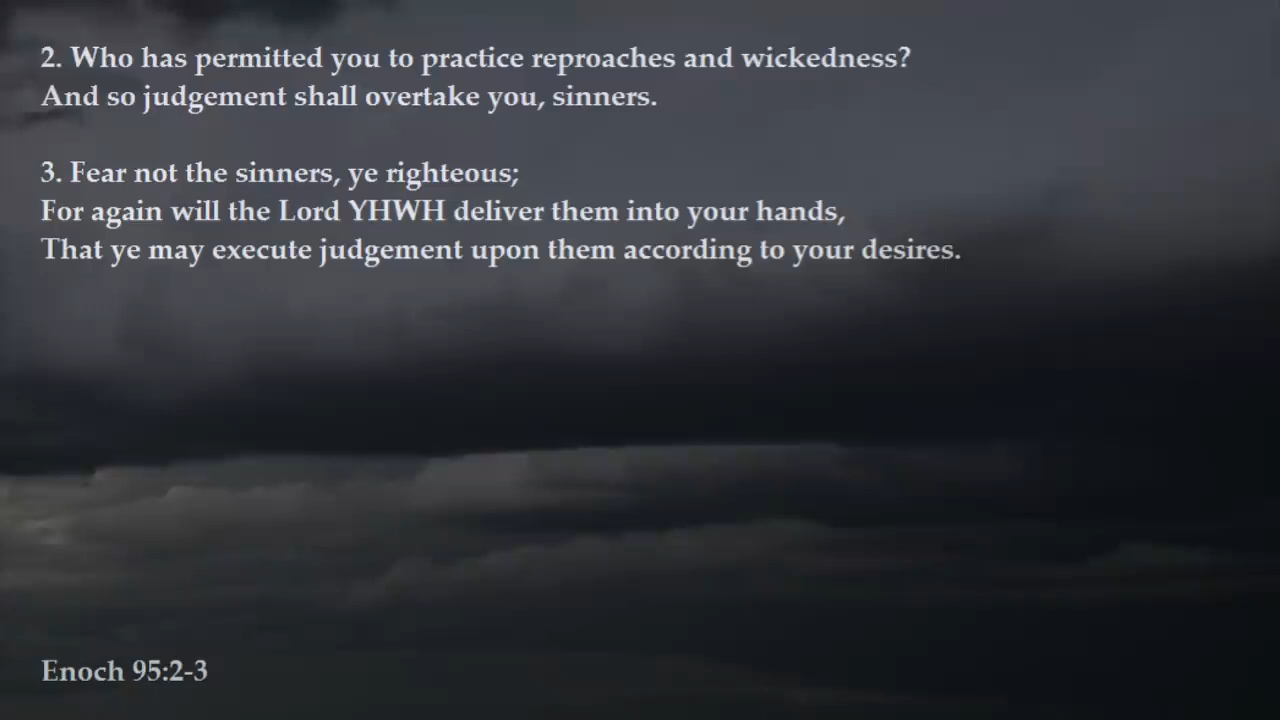 2. Who has permitted you to practice reproaches and wickedness?
And so judgement shall overtake you, sinners.
3. Fear not the sinners, ye righteous;
For again will the Lord YHWH deliver them into your hands,
That ye may execute judgement upon them according to your desires.
Enoch 95:2-3